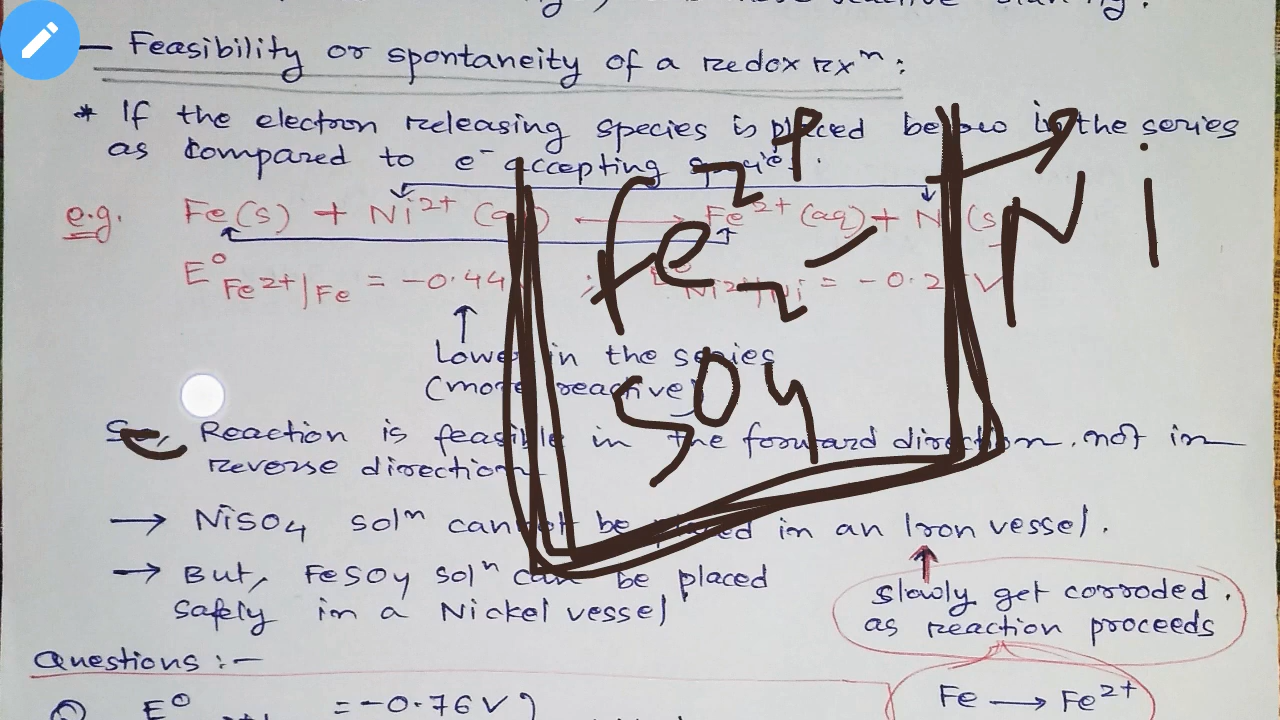 — Feasibility or spontaneity of a redox rxⁿ :
* If the electron releasing species is placed below in the series
as compared to e⁻ accepting species.
e.g. Fe(s) + Ni²⁺ (aq) → Fe²⁺ (aq) + Ni (s)
E⁰ Fe²⁺|Fe = -0.44 ; Ni²⁺|Ni = -0.2 V
Lower in the series
(more reactive)
So, Reaction is feasible in the forward direction, not in
reverse direction
→ NiSO4 solⁿ cannot be placed in an Iron vessel.
→ But, FeSO4 solⁿ can be placed
safely in a Nickel vessel
slowly get corroded.
as reaction proceeds
Fe → Fe²⁺
Questions :—
E⁰ = -0.76 V
Fe
SO4
Ni